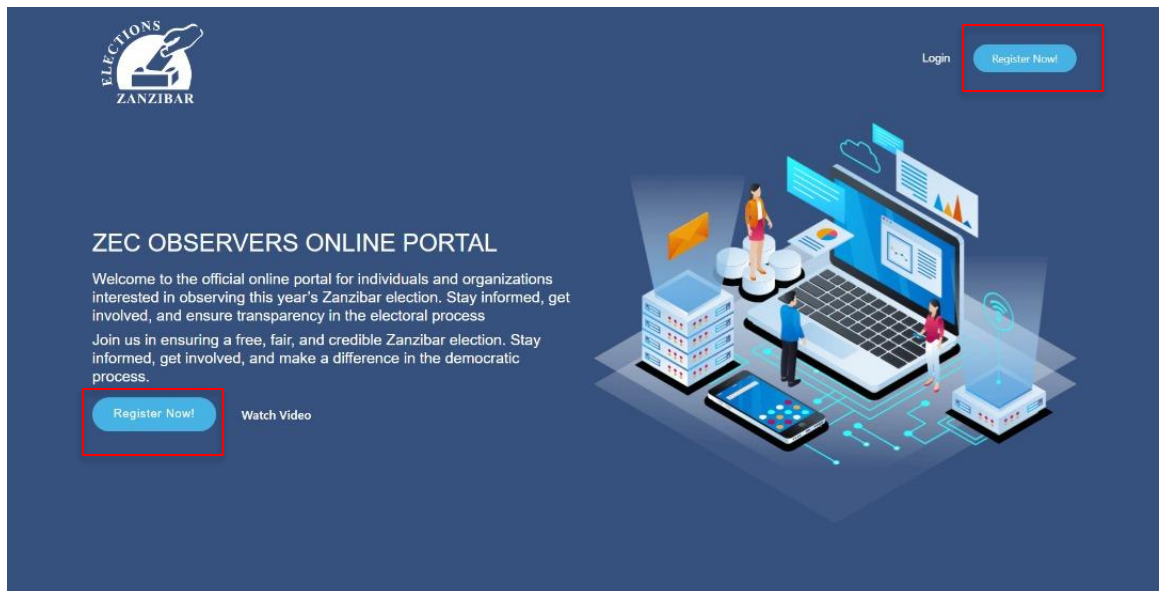 ELECTIONS
ZANZIBAR
Login
Register Now!
ZEC OBSERVERS ONLINE PORTAL
Welcome to the official online portal for individuals and organizations
interested in observing this year's Zanzibar election. Stay informed, get
involved, and ensure transparency in the electoral process
Join us in ensuring a free, fair, and credible Zanzibar election. Stay
informed, get involved, and make a difference in the democratic
process.
Register Now!
Watch Video